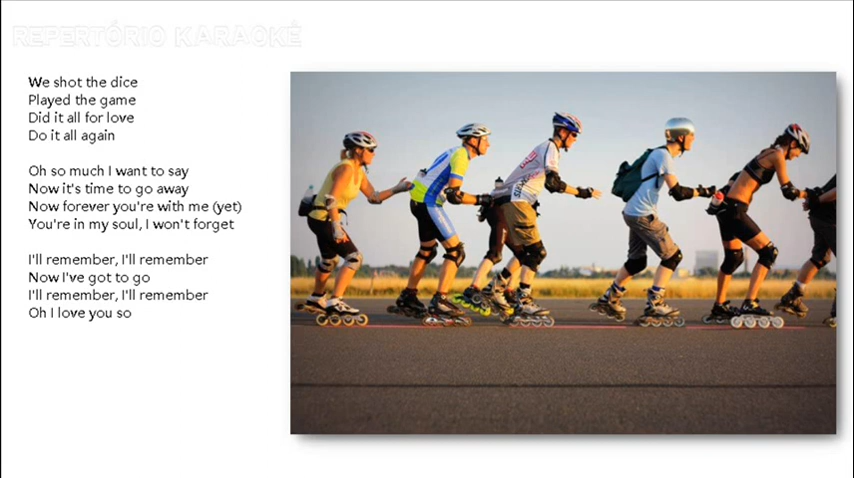 REPERTÓRIO KARAOKÉ
We shot the dice
Played the game
Did it all for love
Do it all again
Oh so much I want to say
Now it's time to go away
Now forever you're with me (yet)
You're in my soul, I won't forget
I'll remember, I'll remember
Now I've got to go
I'll remember, I'll remember
Oh I love you so